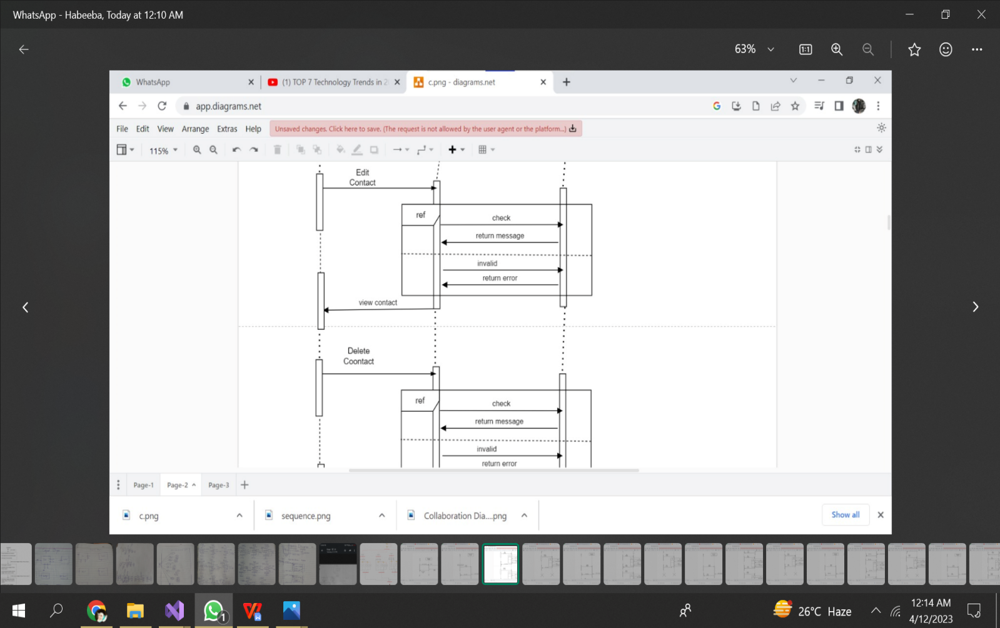 WhatsApp - Habeeba, Today at 12:10 AM
63%
1:1
WhatsApp
(1) TOP 7 Technology Trends in 2
c.png - diagrams.net
app.diagrams.net
File Edit View Arrange Extras Help
Unsaved changes. Click here to save. (The request is not allowed by the user agent or the platform...)
115%
Edit
Contact
ref
check
return message
invalid
return error
view contact
Delete
Coontact
ref
check
return message
invalid
return error
Page-1 Page-2 Page-3
c.png
sequence.png
Collaboration Dia....png
Show all
1
26°C Haze
12:14 AM
4/12/2023